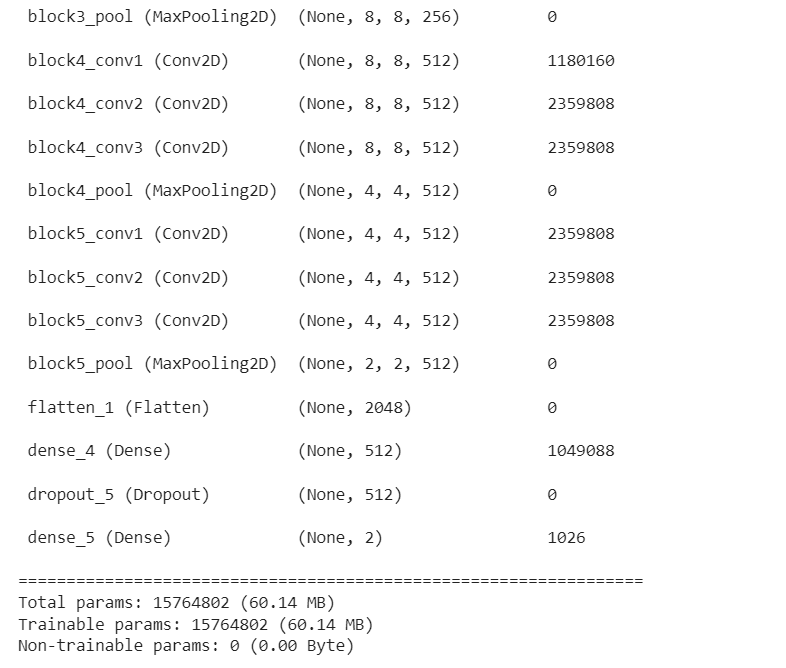 block3_pool (MaxPooling2D) (None, 8, 8, 256) 0
block4_conv1 (Conv2D) (None, 8, 8, 512) 1180160
block4_conv2 (Conv2D) (None, 8, 8, 512) 2359808
block4_conv3 (Conv2D) (None, 8, 8, 512) 2359808
block4_pool (MaxPooling2D) (None, 4, 4, 512) 0
block5_conv1 (Conv2D) (None, 4, 4, 512) 2359808
block5_conv2 (Conv2D) (None, 4, 4, 512) 2359808
block5_conv3 (Conv2D) (None, 4, 4, 512) 2359808
block5_pool (MaxPooling2D) (None, 2, 2, 512) 0
flatten_1 (Flatten) (None, 2048) 0
dense_4 (Dense) (None, 512) 1049088
dropout_5 (Dropout) (None, 512) 0
dense_5 (Dense) (None, 2) 1026
=================================================================
Total params: 15764802 (60.14 MB)
Trainable params: 15764802 (60.14 MB)
Non-trainable params: 0 (0.00 Byte)